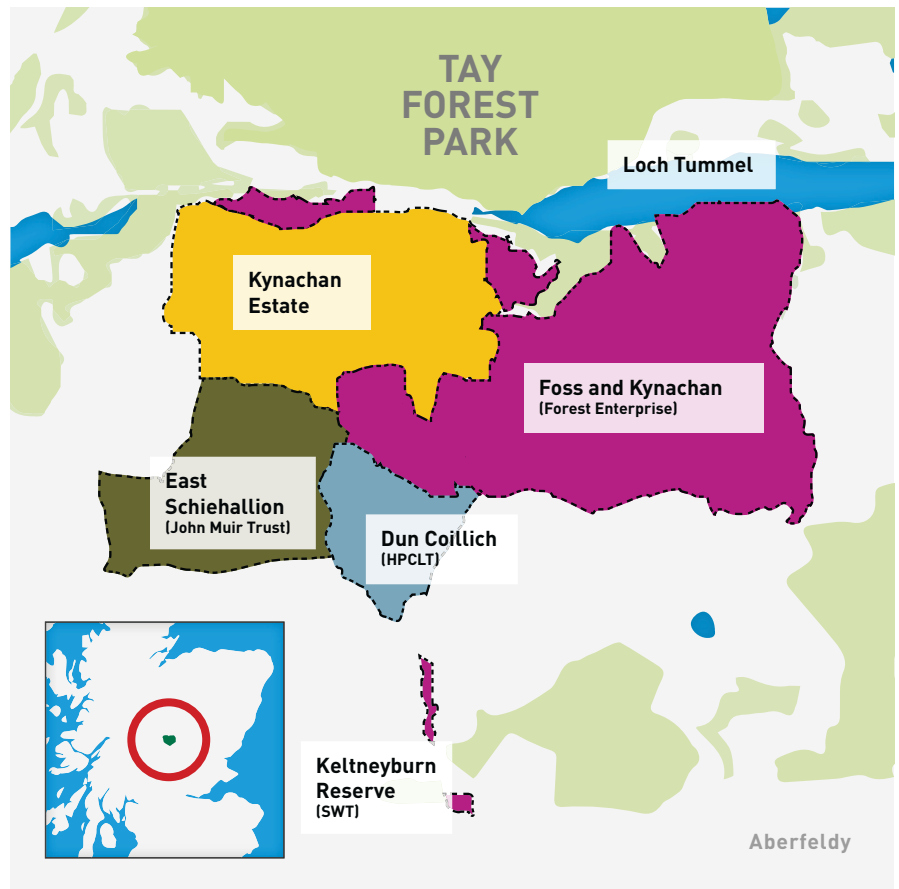 TAY
FOREST
PARK
Loch Tummel
Kynachan
Estate
Foss and Kynachan
(Forest Enterprise)
East
Schiehallion
(John Muir Trust)
Dun Coillich
(HPCLT)
Keltneyburn
Reserve
(SWT)
Aberfeldy